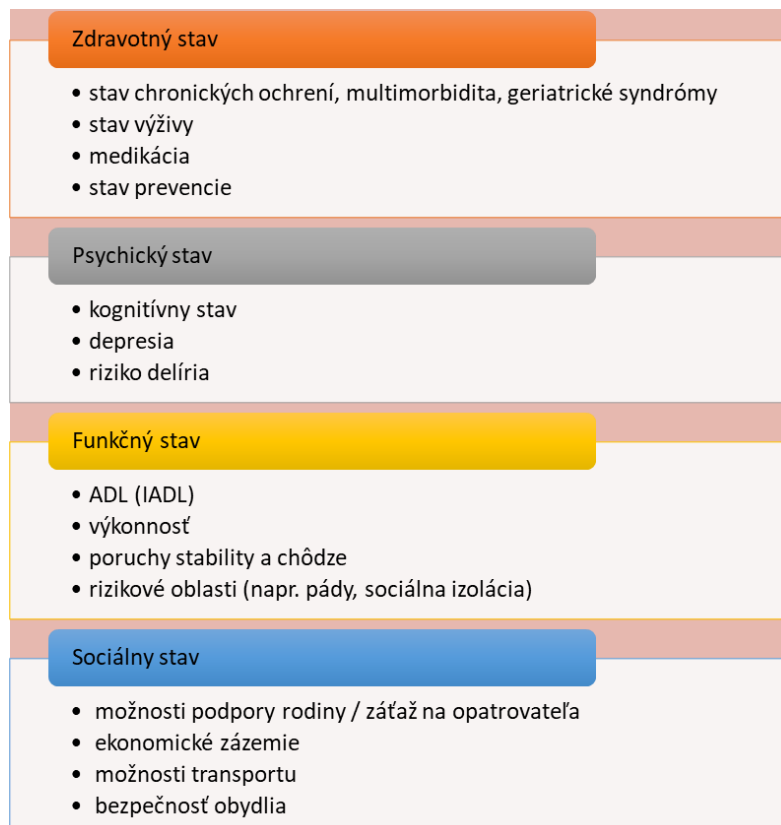 Zdravotný stav
• stav chronických ochrení, multimorbidita, geriatrické syndrómy
• stav výživy
• medikácia
• stav prevencie
Psychický stav
• kognitívny stav
• depresia
• riziko delíria
Funkčný stav
• ADL (IADL)
• výkonnosť
• poruchy stability a chôdze
• rizikové oblasti (napr. pády, sociálna izolácia)
Sociálny stav
• možnosti podpory rodiny / záťaž na opatrovateľa
• ekonomické zázemie
• možnosti transportu
• bezpečnosť obydlia